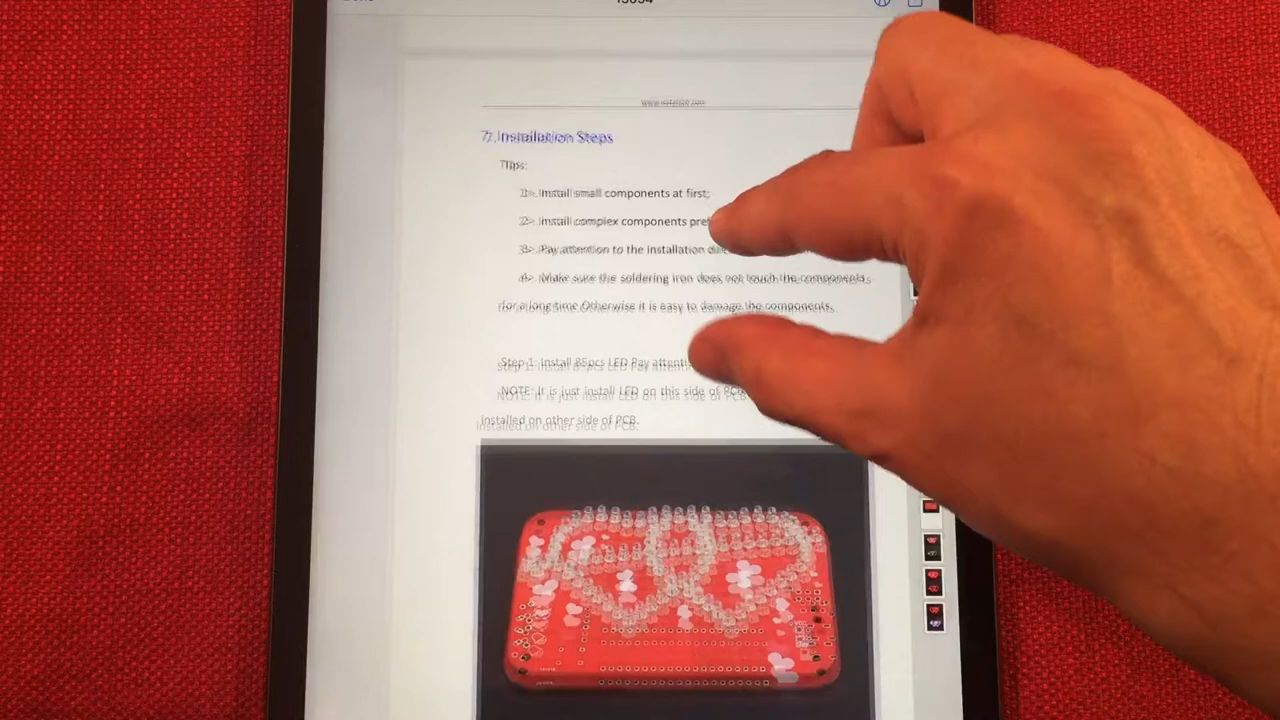 7. Installation Steps
Tips:
1>. Install small components at first;
2>. Install complex components
3>. Pay attention to the installation
4>. Make sure the soldering iron does not touch the components
for a long time.Otherwise it is easy to damage the components.
Step 1: Install 85pcs LED Pay
NOTE: It is just install LED on this side of PCB
installed on other side of PCB.